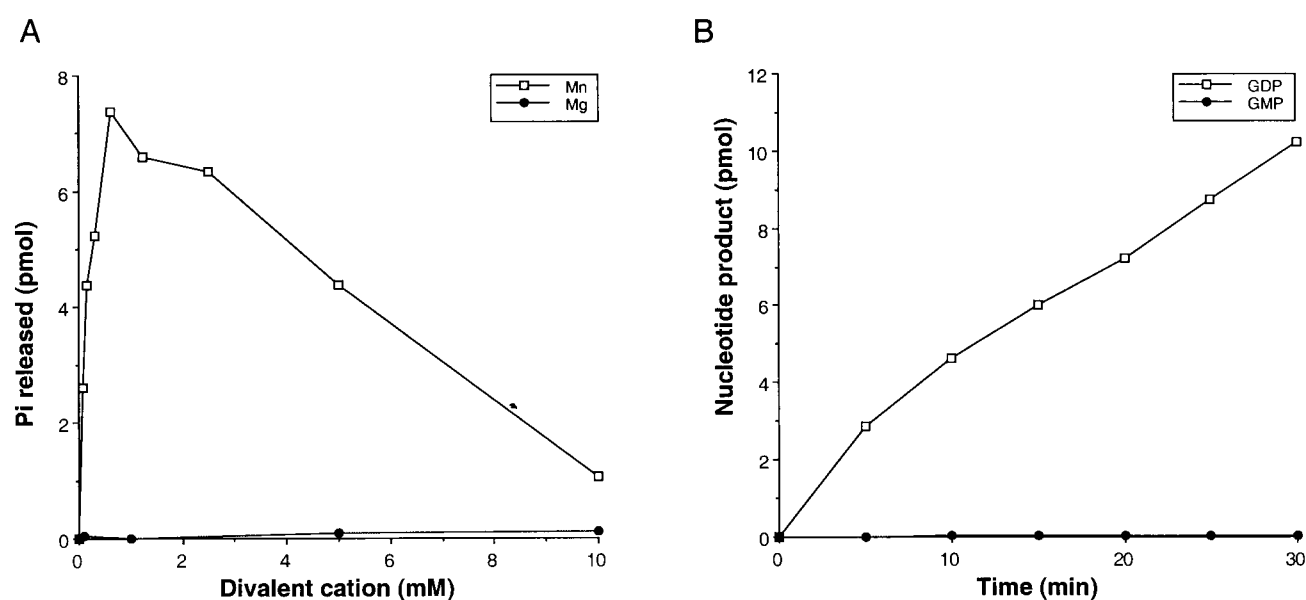 A
8
6
4
2
0
Pi released (pmol)
0 2 4 6 8 10
Divalent cation (mM)
Mn
Mg
B
12
10
8
6
4
2
0
Nucleotide product (pmol)
0 10 20 30
Time (min)
GDP
GMP